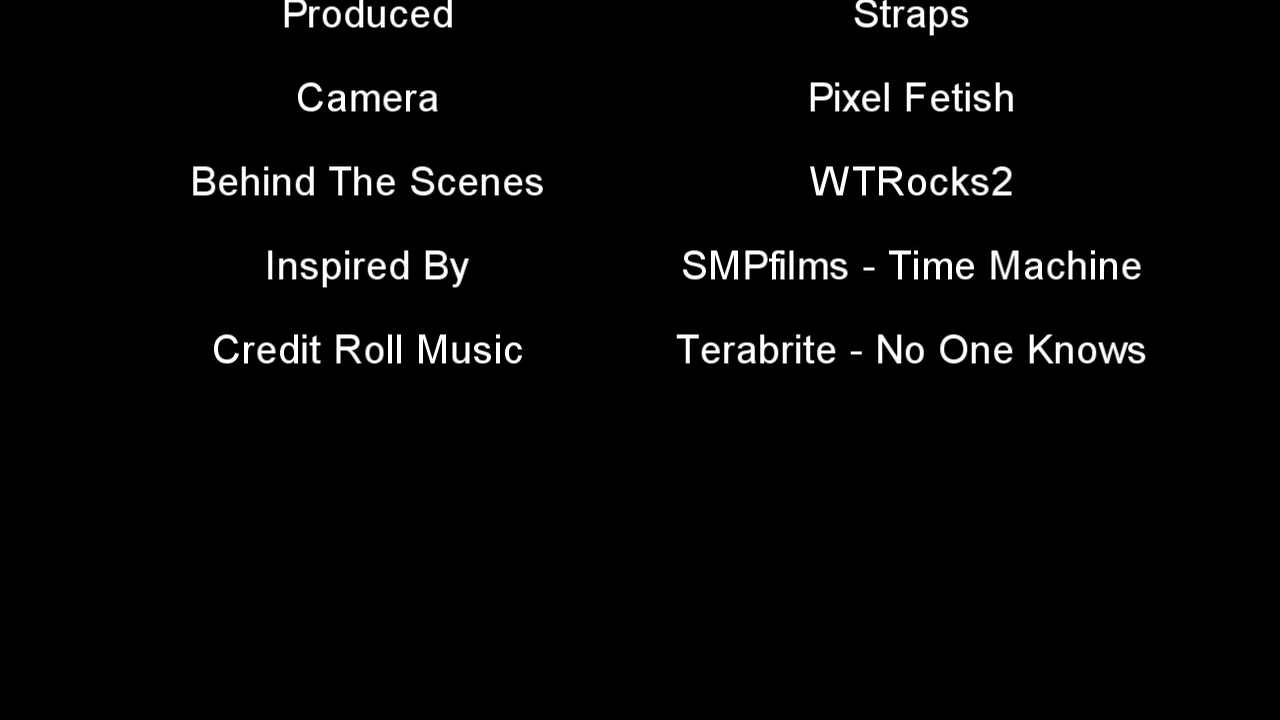 Produced Straps
Camera Pixel Fetish
Behind The Scenes WTRocks2
Inspired By SMPfilms - Time Machine
Credit Roll Music Terabrite - No One Knows